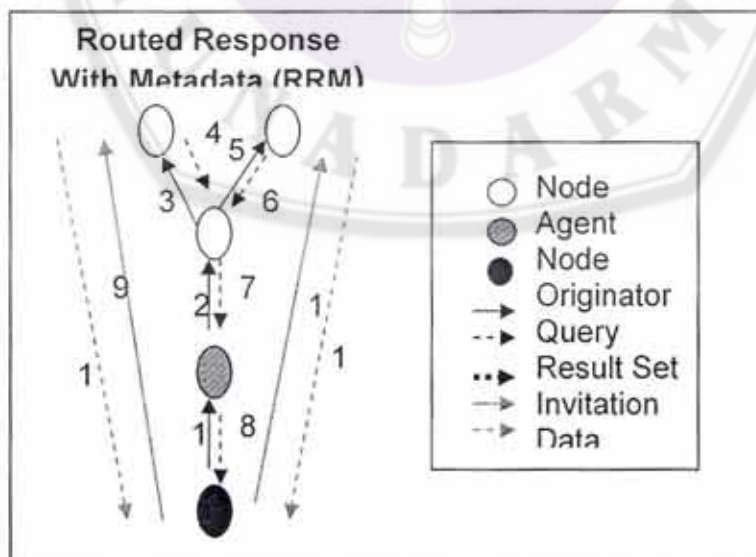 Routed Response
With Metadata (RRM)
4
5
3
6
9
2
7
1
1
1
1
8
Node
Agent
Node
Originator
Query
Result Set
Invitation
Data
UNADARM